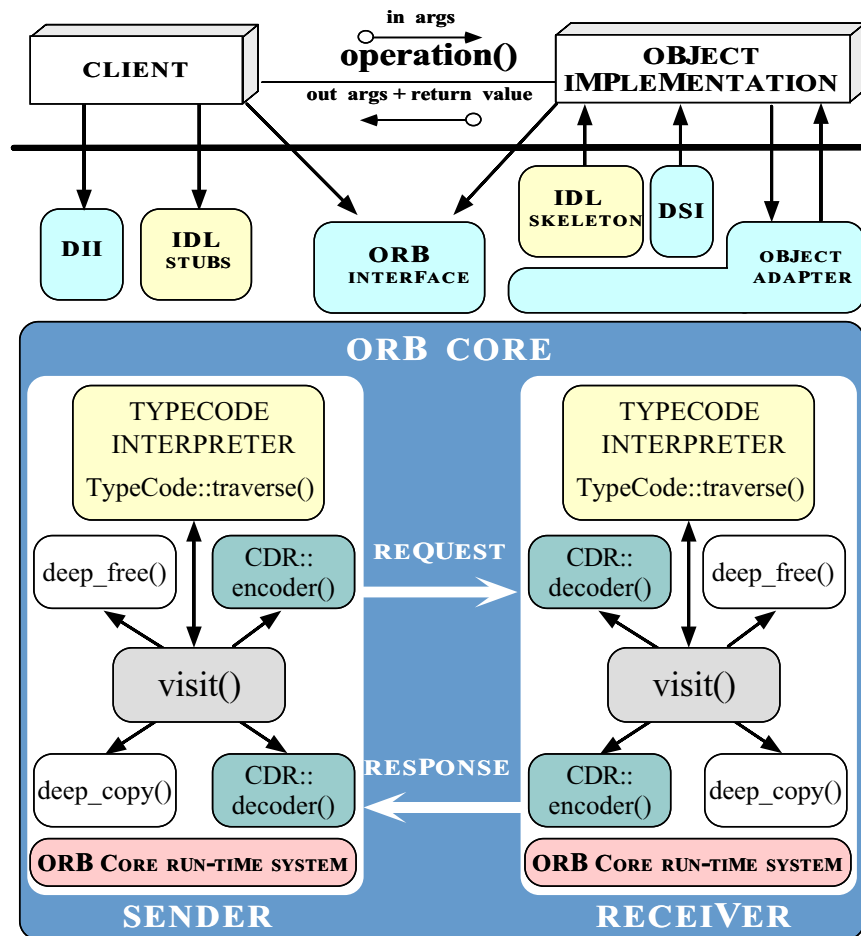 in args
CLIENT
operation()
OBJECT
IMPLEMENTATION
out args + return value
DII
IDL
STUBS
ORB
INTERFACE
IDL
SKELETON
DSI
OBJECT
ADAPTER
ORB CORE
TYPECODE
INTERPRETER
TypeCode::traverse()
TYPECODE
INTERPRETER
TypeCode::traverse()
deep_free()
CDR::
encoder()
REQUEST
CDR::
decoder()
deep_free()
visit()
visit()
deep_copy()
CDR::
decoder()
RESPONSE
CDR::
encoder()
deep_copy()
ORB CORE RUN-TIME SYSTEM
ORB CORE RUN-TIME SYSTEM
SENDER
RECEIVER